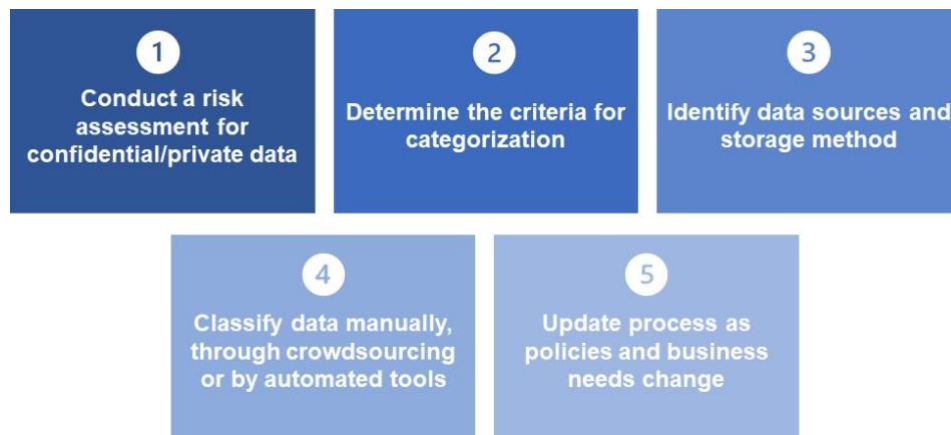 1
Conduct a risk
assessment for
confidential/private data
2
Determine the criteria for
categorization
3
Identify data sources and
storage method
4
Classify data manually,
through crowdsourcing
or by automated tools
5
Update process as
policies and business
needs change